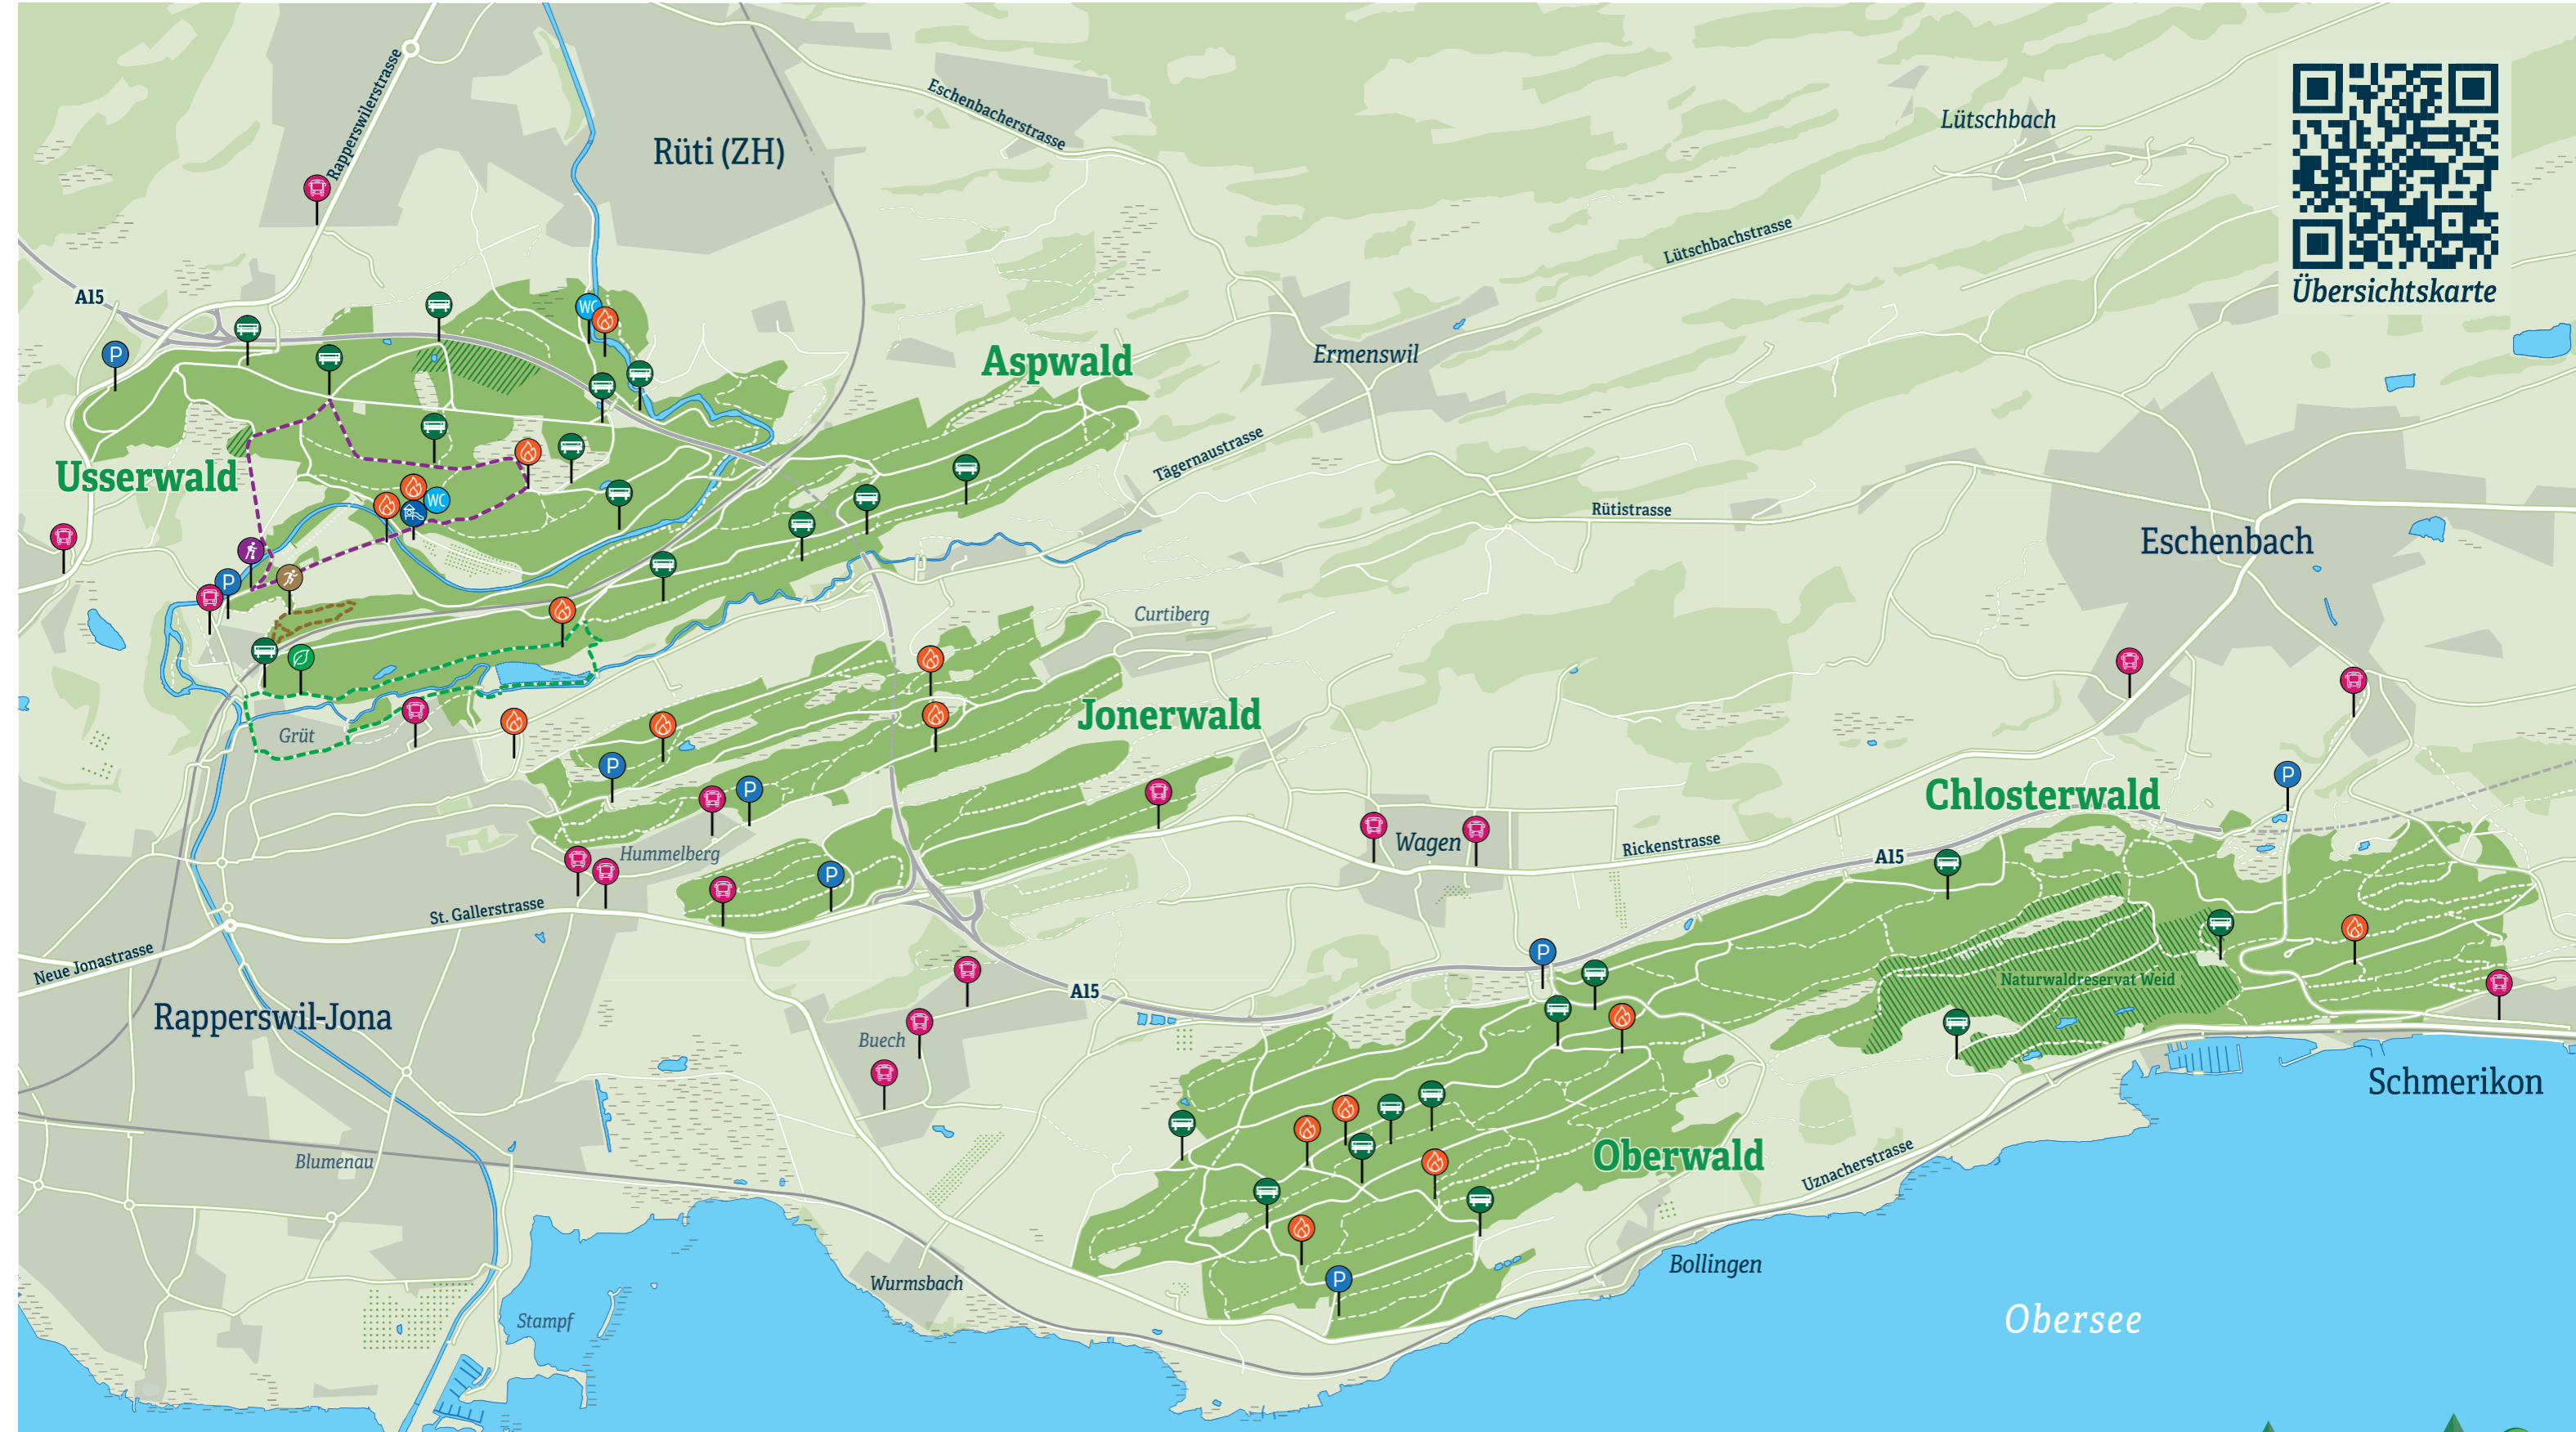 Rapperswilerstrasse
Rüti (ZH)
Eschenbacherstrasse
Lütschbach
Lütschbachstrasse
Übersichtskarte
A15
WC
P
Aspwald
Ermenswil
Usserwald
WC
Tägernaustrasse
Rütistrasse
Eschenbach
P
Curtiberg
Grüt
Jonerwald
P
P
P
Chlosterwald
Hummelberg
Wagen
Rickenstrasse
A15
P
St. Gallerstrasse
Neue Jonastrasse
P
Naturwaldreservat Weid
A15
Rapperswil-Jona
Buech
Schmerikon
Blumenau
Oberwald
Uznacherstrasse
Bollingen
P
Wurmsbach
Stampf
Obersee